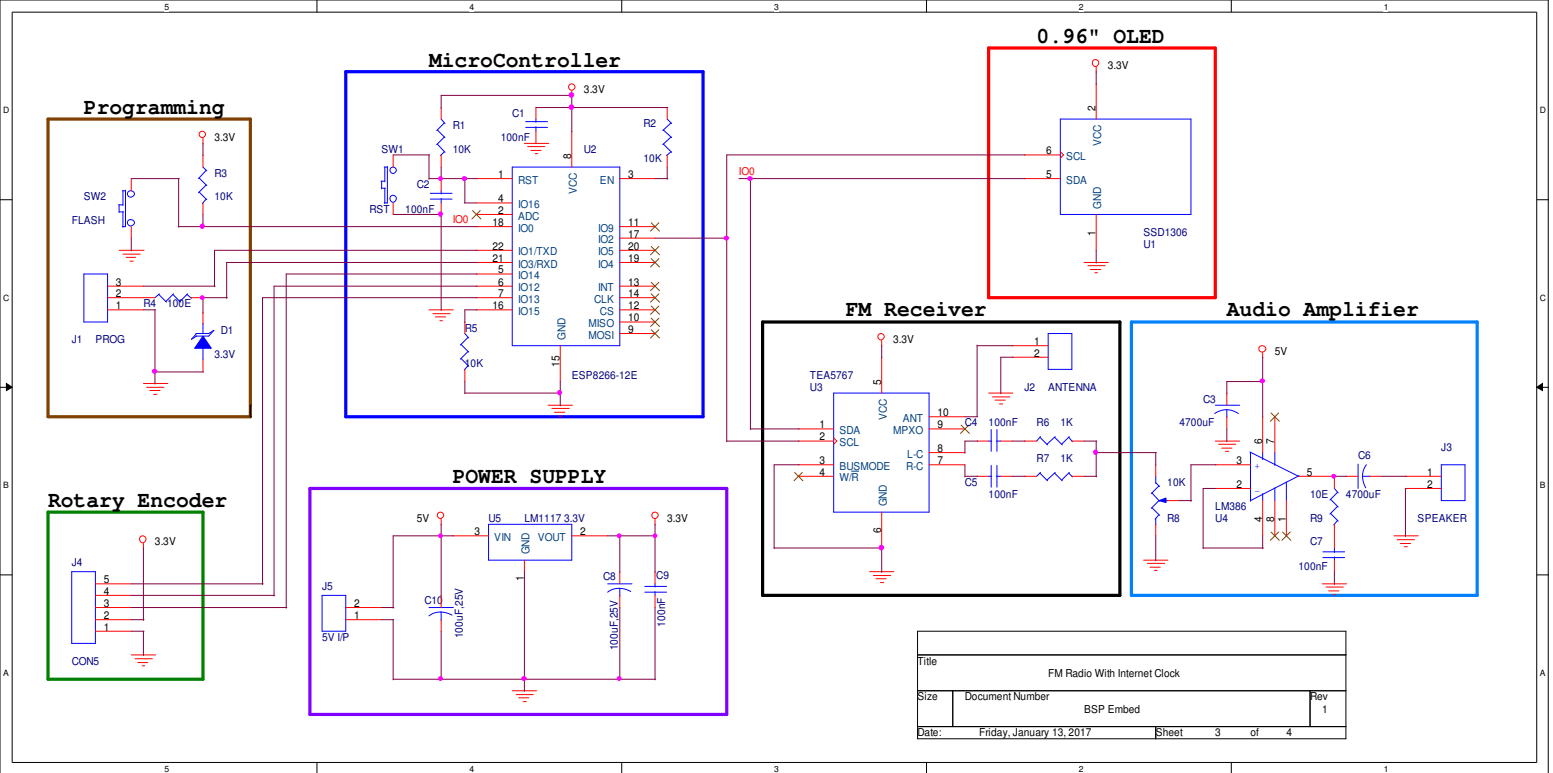 5
4
3
2
1
D
C
B
A
D
C
B
A
5
4
3
2
1
Programming
3.3V
R3
10K
SW2
FLASH
3
2
1
R4
100E
J1
PROG
D1
3.3V
MicroController
3.3V
R1
10K
C1
100nF
R2
10K
SW1
RST
C2
100nF
IO0
U2
8
VCC
1
RST
4
IO16
2
ADC
18
IO0
22
IO1/TXD
21
IO3/RXD
5
IO14
6
IO12
7
IO13
16
IO15
EN
3
IO9
11
IO2
17
IO5
20
IO4
19
INT
13
CLK
14
CS
12
MISO
10
MOSI
9
GND
15
R5
10K
ESP8266-12E
0.96" OLED
3.3V
2
VCC
6
SCL
5
SDA
GND
1
SSD1306
U1
IO0
FM Receiver
3.3V
TEA5767
U3
5
VCC
1
SDA
2
SCL
3
BUSMODE
4
W/R
ANT
10
MPXO
9
L-C
8
R-C
7
GND
6
1
2
J2
ANTENNA
C4
100nF
R6
1K
R7
1K
C5
100nF
Audio Amplifier
5V
C3
4700uF
6
7
3
+
2
-
5
LM386
U4
4
8
1
10K
R8
C6
4700uF
10E
R9
C7
100nF
J3
1
2
SPEAKER
Rotary Encoder
3.3V
J4
5
4
3
2
1
CON5
POWER SUPPLY
5V
U5
LM1117 3.3V
3
VIN
GND
VOUT
2
1
3.3V
J5
2
1
5V I/P
C10
100uF,25V
C8
100uF,25V
C9
100nF
Title
FM Radio With Internet Clock
Size
Document Number
Rev
BSP Embed
1
Date:
Friday, January 13, 2017
Sheet
3
of
4